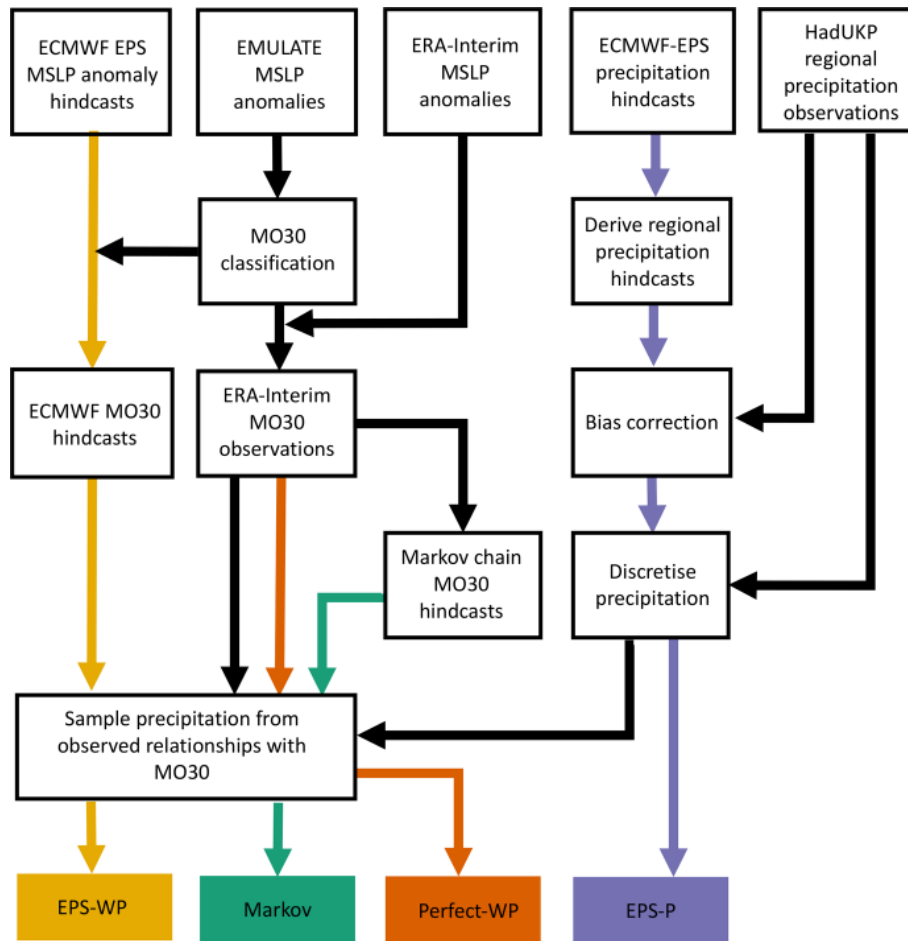 ECMWF EPS
MSLP anomaly
hindcasts
EMULATE
MSLP
anomalies
ERA-Interim
MSLP
anomalies
ECMWF-EPS
precipitation
hindcasts
HadUKP
regional
precipitation
observations
MO30
classification
Derive regional
precipitation
hindcasts
ECMWF MO30
hindcasts
ERA-Interim
MO30
observations
Bias correction
Markov chain
MO30
hindcasts
Discretise
precipitation
Sample precipitation from
observed relationships with
MO30
EPS-WP
Markov
Perfect-WP
EPS-P